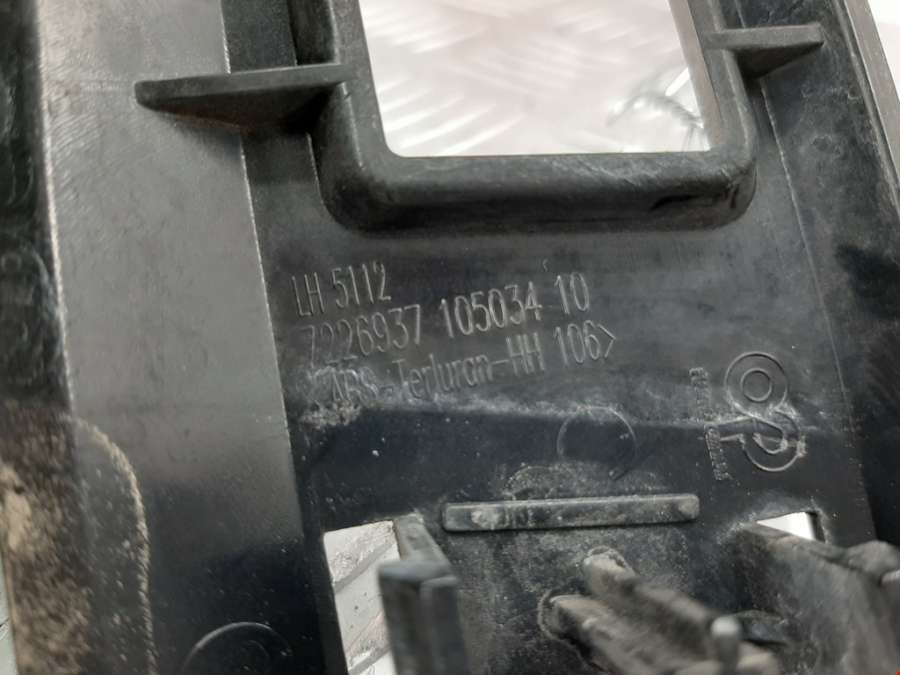 LH 5112
7226937 105034 10
>ABS-Terluran-HH 106>